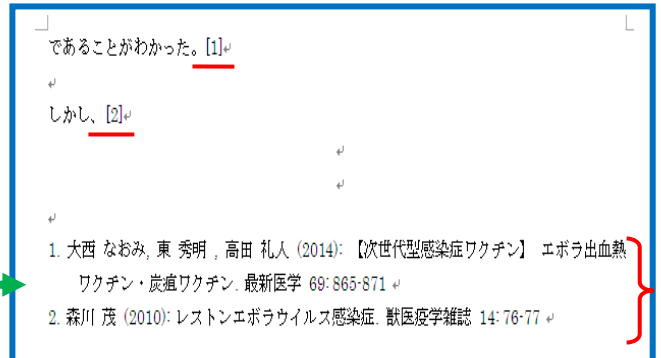 であることがわかった。[1]↵
↵
しかし、[2]↵
↵
↵
↵
1. 大西 なおみ, 東 秀明 , 高田 礼人 (2014): 【次世代型感染症ワクチン】 エボラ出血熱
ワクチン・炭疽ワクチン. 最新医学 69: 865-871 ↵
2. 森川 茂 (2010): レストンエボラウイルス感染症. 獣医疫学雑誌 14: 76-77 ↵